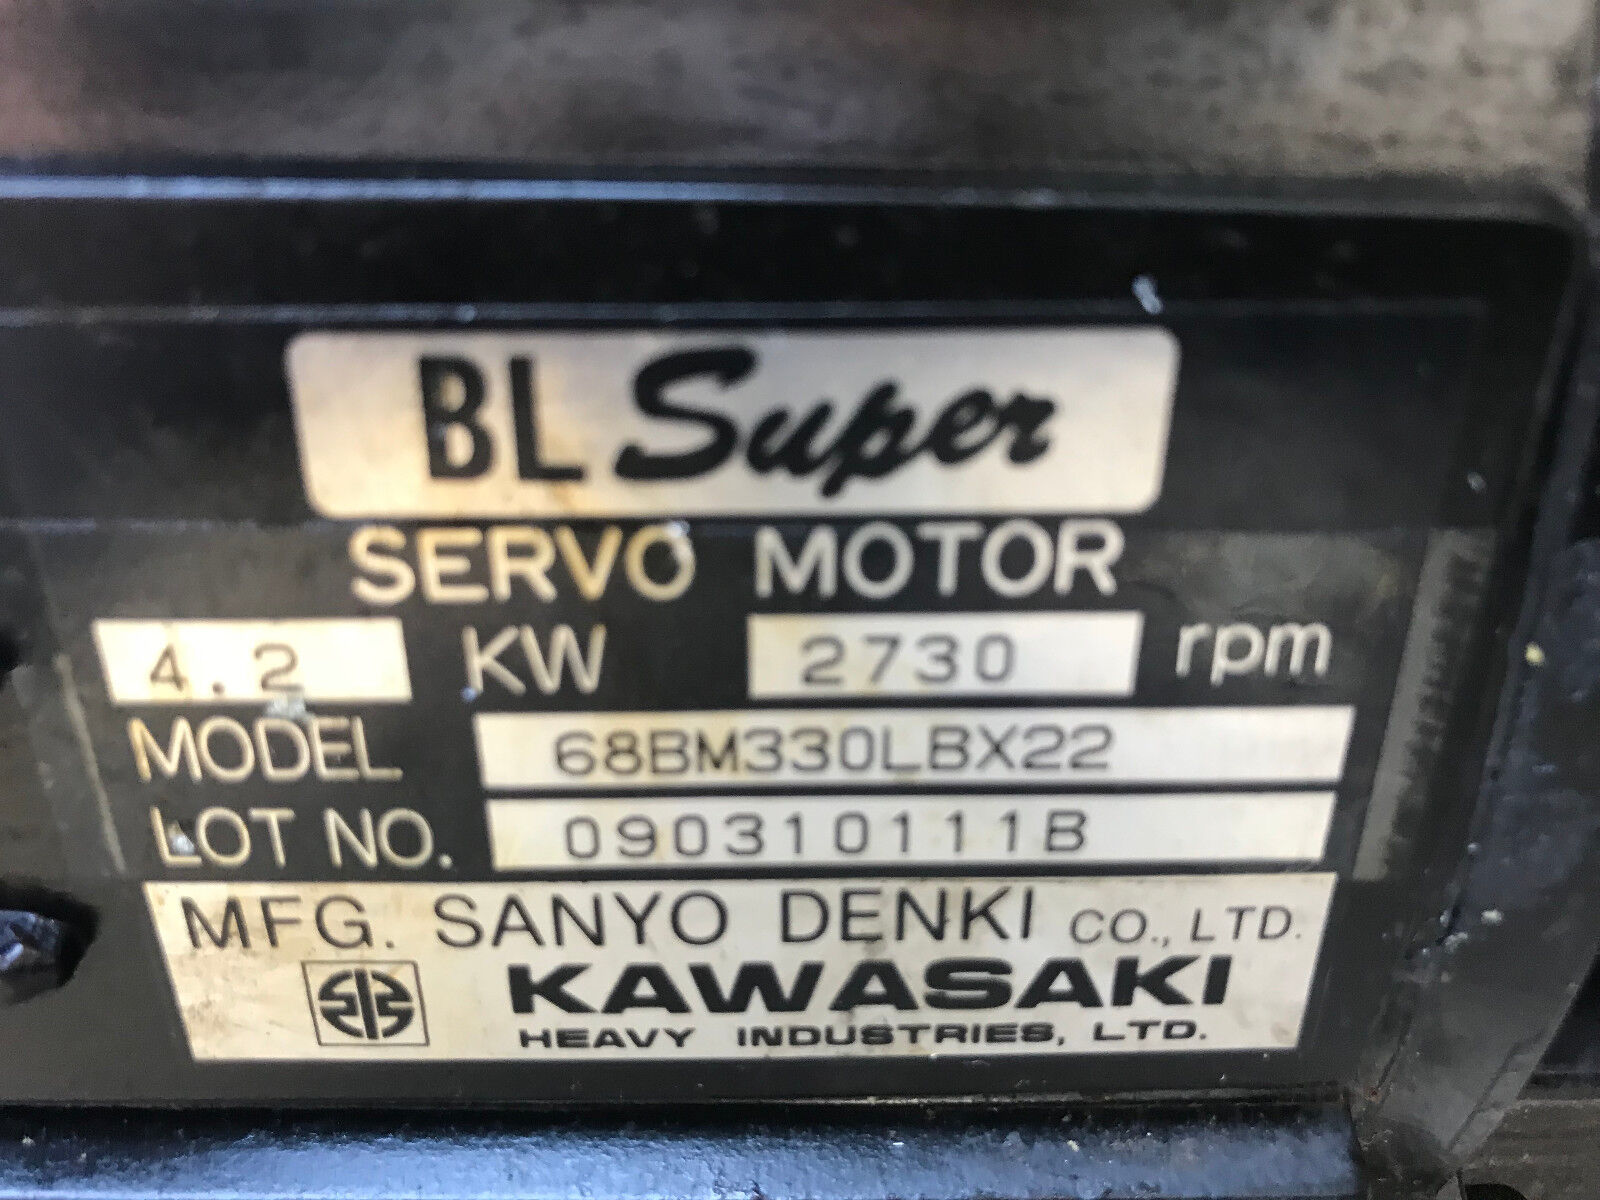 BL Super
SERVO MOTOR
4.2 KW 2730 rpm
MODEL 68BM330LBX22
LOT NO. 090310111B
MFG. SANYO DENKI CO., LTD.
KAWASAKI
HEAVY INDUSTRIES, LTD.